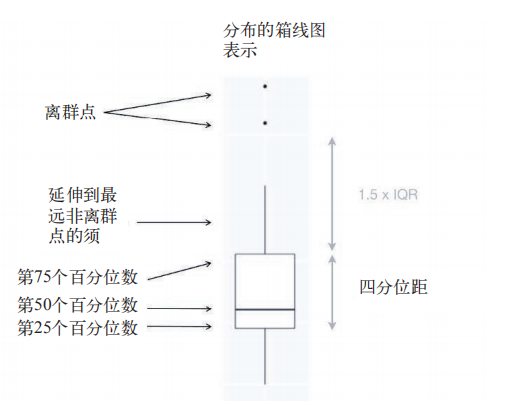 分布的箱线图
表示
离群点
1.5 x IQR
延伸到最
远非离群
点的须
第75个百分位数
四分位距
第50个百分位数
第25个百分位数